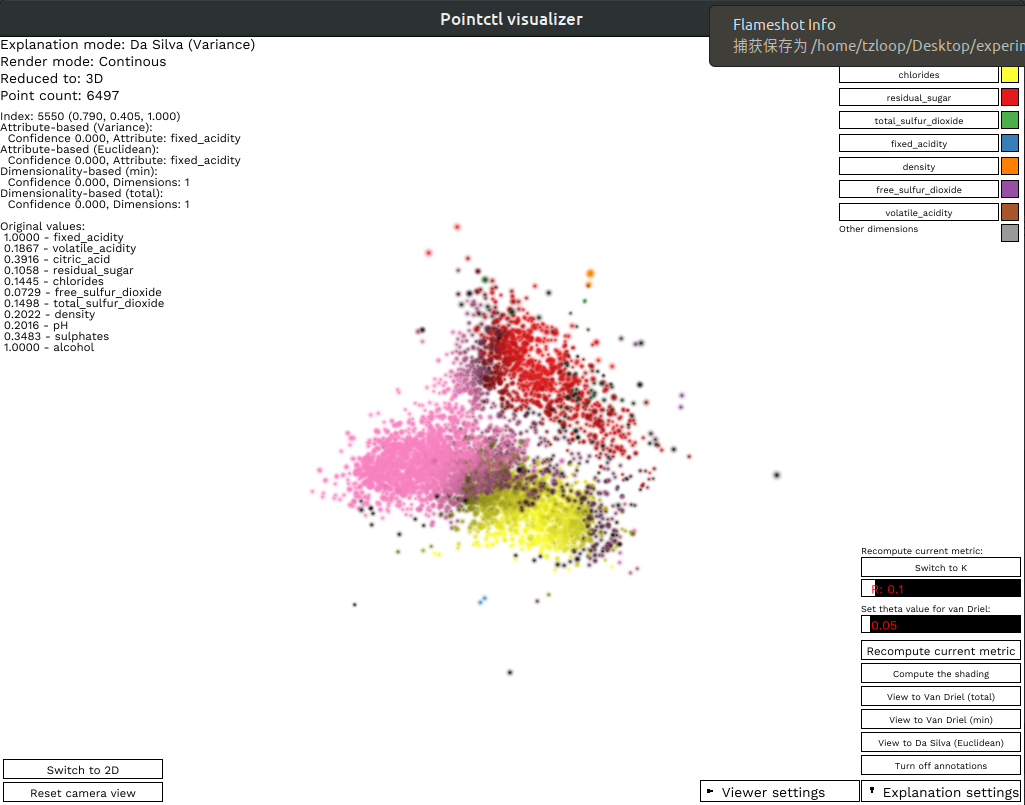 Pointctl visualizer
Flameshot Info
捕获保存为 /home/tzloop/Desktop/experim
Explanation mode: Da Silva (Variance)
Render mode: Continous
Reduced to: 3D
Point count: 6497
Index: 5550 (0.790, 0.405, 1.000)
Attribute-based (Variance):
Confidence 0.000, Attribute: fixed_acidity
Attribute-based (Euclidean):
Confidence 0.000, Attribute: fixed_acidity
Dimensionality-based (min):
Confidence 0.000, Dimensions: 1
Dimensionality-based (total):
Confidence 0.000, Dimensions: 1
Original values:
1.0000 - fixed_acidity
0.1867 - volatile_acidity
0.3916 - citric_acid
0.1058 - residual_sugar
0.1445 - chlorides
0.0729 - free_sulfur_dioxide
0.1498 - total_sulfur_dioxide
0.2022 - density
0.2016 - pH
0.3483 - sulphates
1.0000 - alcohol
chlorides
residual_sugar
total_sulfur_dioxide
fixed_acidity
density
free_sulfur_dioxide
volatile_acidity
Other dimensions
Recompute current metric:
Switch to K
R: 0.1
Set theta value for van Driel:
0.05
Recompute current metric
Compute the shading
View to Van Driel (total)
View to Van Driel (min)
View to Da Silva (Euclidean)
Turn off annotations
Switch to 2D
Reset camera view
Viewer settings
Explanation settings